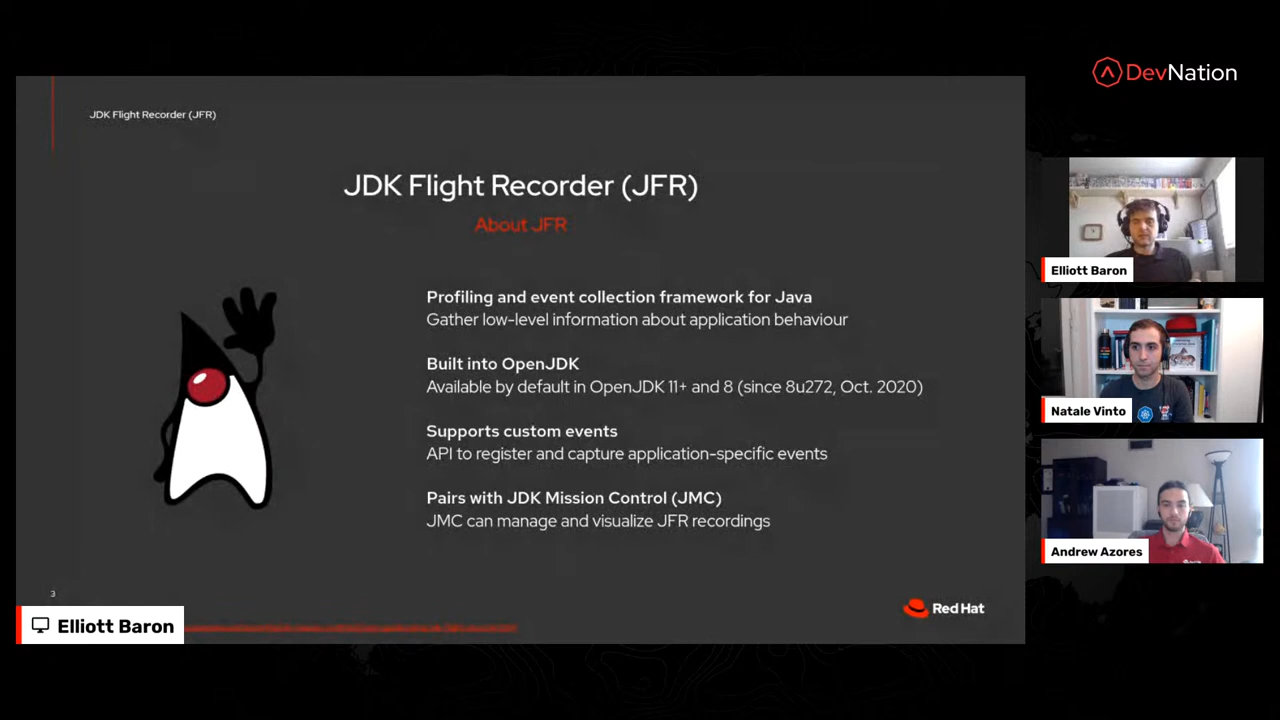 DevNation
JDK Flight Recorder (JFR)
JDK Flight Recorder (JFR)
About JFR
Profiling and event collection framework for Java
Gather low-level information about application behaviour
Built into OpenJDK
Available by default in OpenJDK 11+ and 8 (since 8u272, Oct. 2020)
Supports custom events
API to register and capture application-specific events
Pairs with JDK Mission Control (JMC)
JMC can manage and visualize JFR recordings
3
Red Hat
Elliott Baron
Elliott Baron
Natale Vinto
Andrew Azores